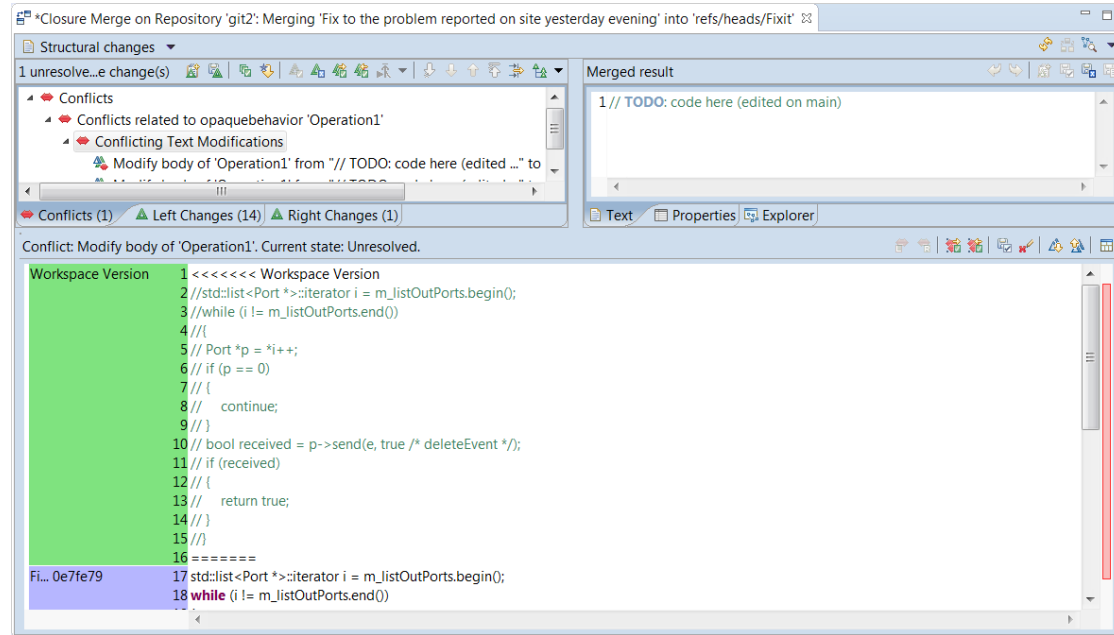 *Closure Merge on Repository 'git2': Merging 'Fix to the problem reported on site yesterday evening' into 'refs/heads/Fixit'
Structural changes
1 unresolve...e change(s)
Merged result
Conflicts
Conflicts related to opaquebehavior 'Operation1'
Conflicting Text Modifications
Modify body of 'Operation1' from "// TODO: code here (edited ..." to
1 // TODO: code here (edited on main)
Conflicts (1) Left Changes (14) Right Changes (1)
Text Properties Explorer
Conflict: Modify body of 'Operation1'. Current state: Unresolved.
Workspace Version 1 <<<<<<< Workspace Version
2 //std::list<Port *>::iterator i = m_listOutPorts.begin();
3 //while (i != m_listOutPorts.end())
4 //{
5 // Port *p = *i++;
6 // if (p == 0)
7 // {
8 // continue;
9 // }
10 // bool received = p->send(e, true /* deleteEvent */);
11 // if (received)
12 // {
13 // return true;
14 // }
15 //}
16 =======
Fi... 0e7fe79 17 std::list<Port *>::iterator i = m_listOutPorts.begin();
18 while (i != m_listOutPorts.end())